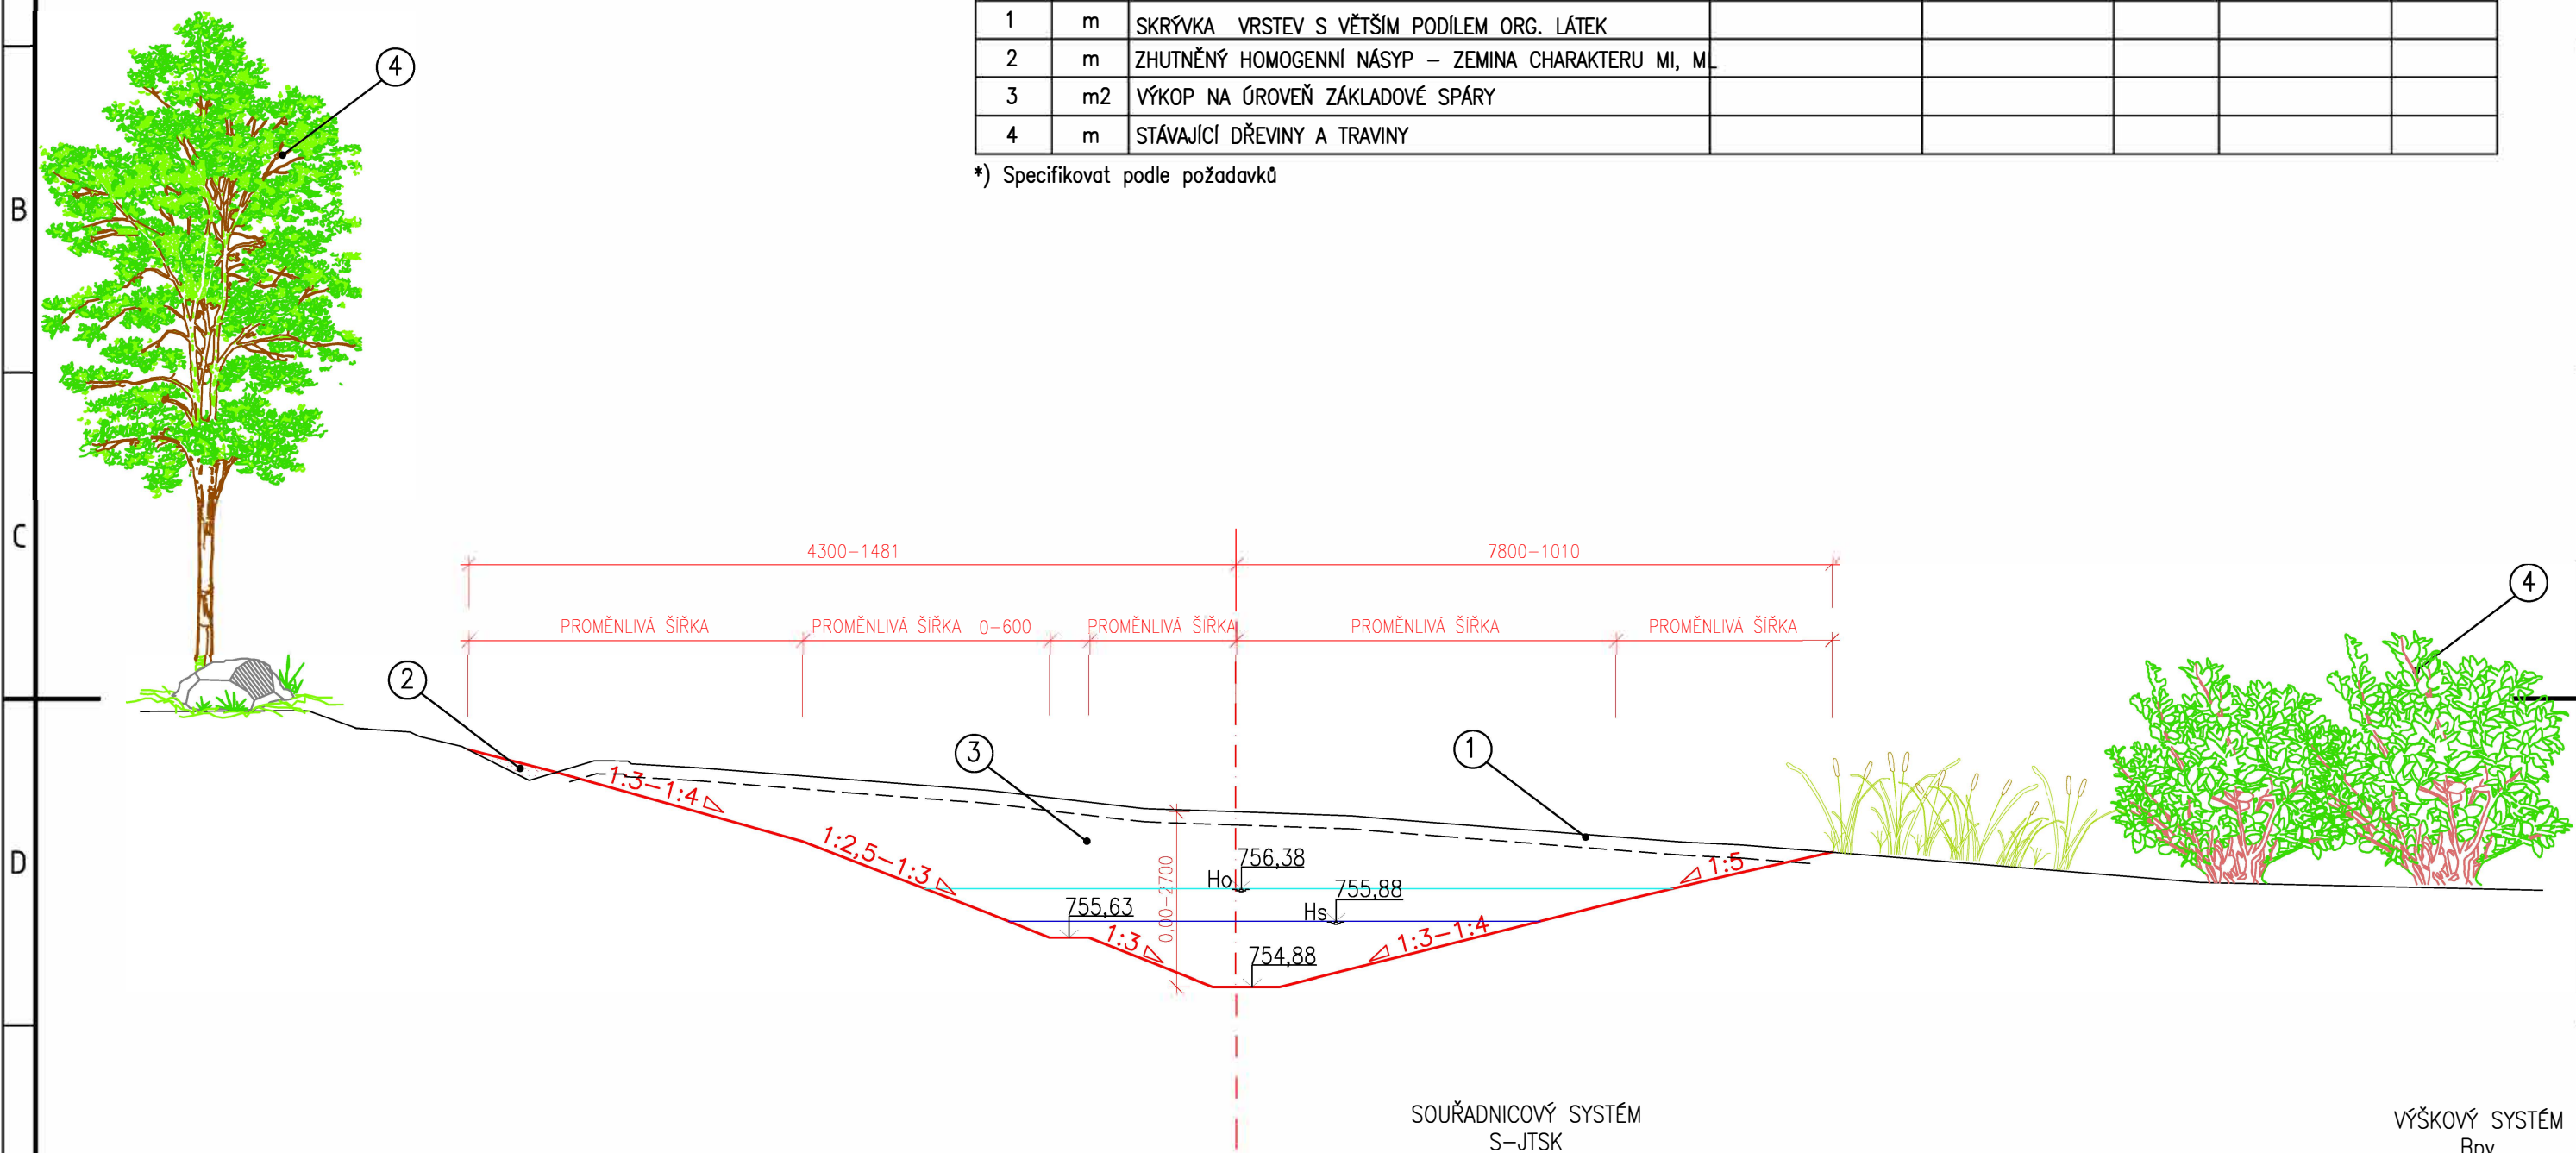 1 m SKRÝVKA VRSTEV S VĚTŠÍM PODÍLEM ORG. LÁTEK
2 m ZHUTNĚNÝ HOMOGENNÍ NÁSYP – ZEMINA CHARAKTERU MI, ML
3 m2 VÝKOP NA ÚROVEŇ ZÁKLADOVÉ SPÁRY
4 m STÁVAJÍCÍ DŘEVINY A TRAVINY
*) Specifikovat podle požadavků
4
B
C
4300–1481 7800–1010
4
PROMĚNLIVÁ ŠÍŘKA PROMĚNLIVÁ ŠÍŘKA 0–600 PROMĚNLIVÁ ŠÍŘKA PROMĚNLIVÁ ŠÍŘKA PROMĚNLIVÁ ŠÍŘKA
2
3
1
1:3–1:4
1:2,5–1:3
D
756,38
Ho
1:5
755,88
Hs
755,63
0,00–2700
1:3
1:3–1:4
754,88
SOUŘADNICOVÝ SYSTÉM
S–JTSK
VÝŠKOVÝ SYSTÉM
Bpv